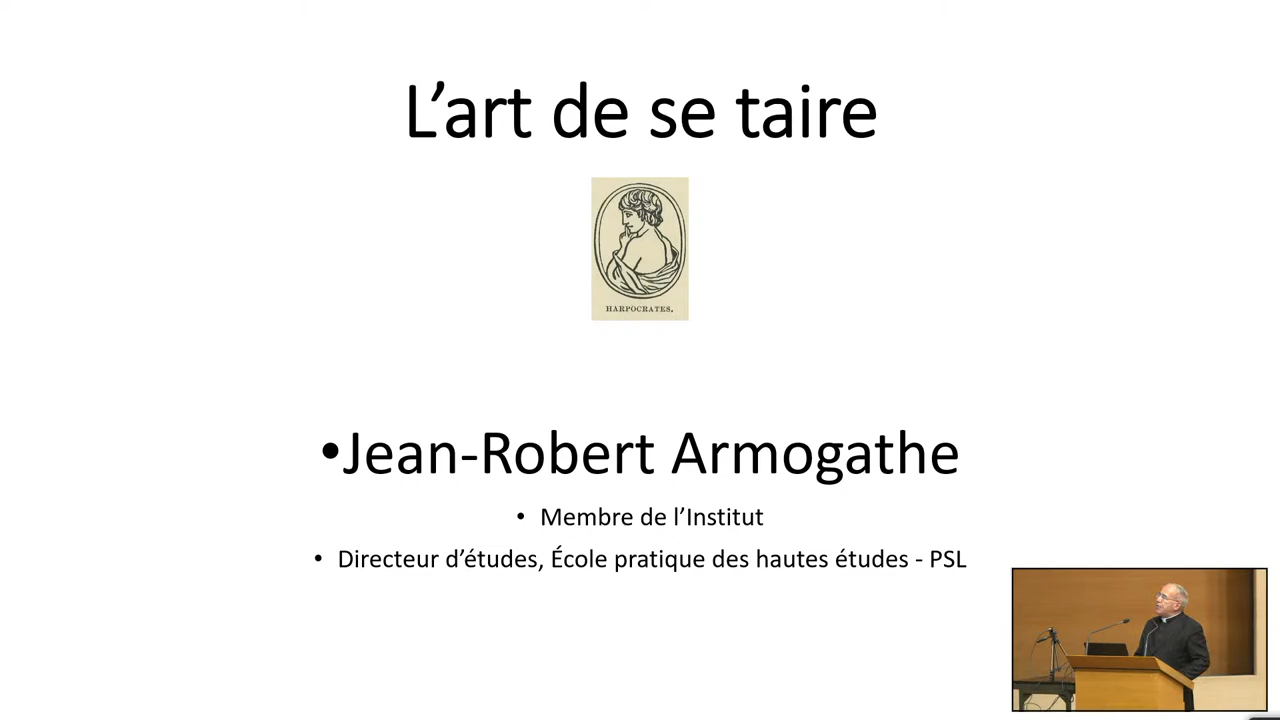 L’art de se taire
HARPOCRATES.
•Jean-Robert Armogathe
• Membre de l’Institut
• Directeur d’études, École pratique des hautes études - PSL